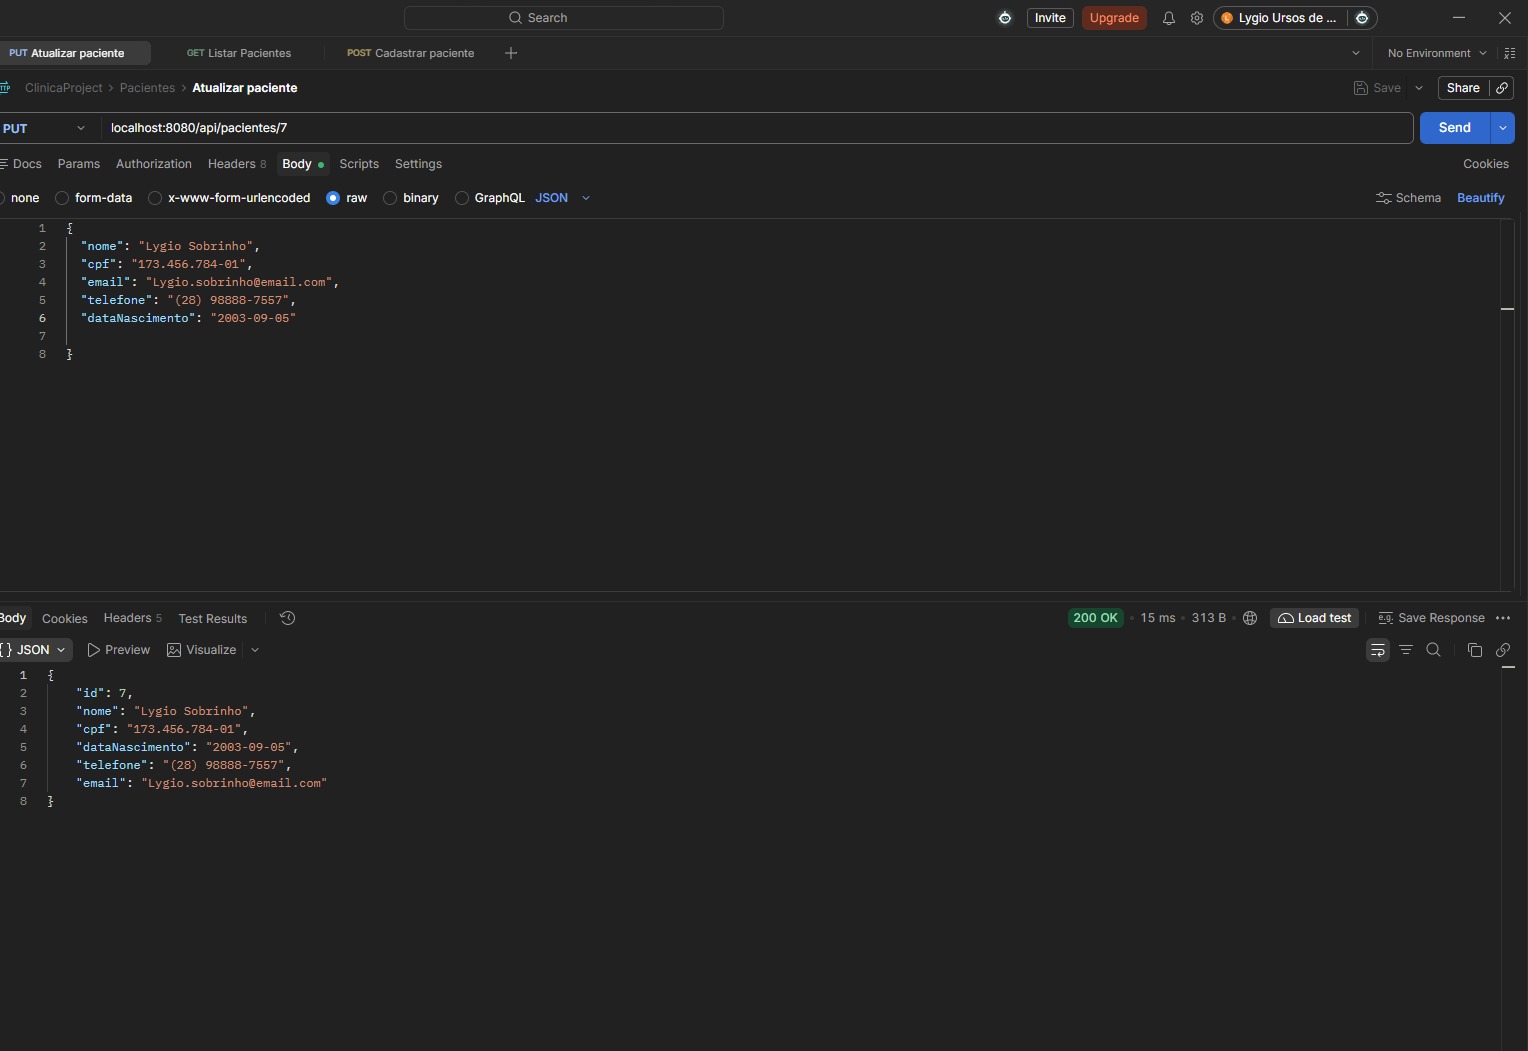 Search
Invite
Upgrade
Lygio Ursos de ...
PUT Atualizar paciente
GET Listar Pacientes
POST Cadastrar paciente
No Environment
ClinicaProject > Pacientes > Atualizar paciente
Save
Share
PUT
localhost:8080/api/pacientes/7
Send
Docs
Params
Authorization
Headers 8
Body
Scripts
Settings
Cookies
none
form-data
x-www-form-urlencoded
raw
binary
GraphQL
JSON
Schema
Beautify
1 {
2 "nome": "Lygio Sobrinho",
3 "cpf": "173.456.784-01",
4 "email": "Lygio.sobrinho@email.com",
5 "telefone": "(28) 98888-7557",
6 "dataNascimento": "2003-09-05"
7
8 }
Body
Cookies
Headers 5
Test Results
200 OK
15 ms
313 B
Load test
e.g. Save Response
{} JSON
Preview
Visualize
1 {
2 "id": 7,
3 "nome": "Lygio Sobrinho",
4 "cpf": "173.456.784-01",
5 "dataNascimento": "2003-09-05",
6 "telefone": "(28) 98888-7557",
7 "email": "Lygio.sobrinho@email.com"
8 }